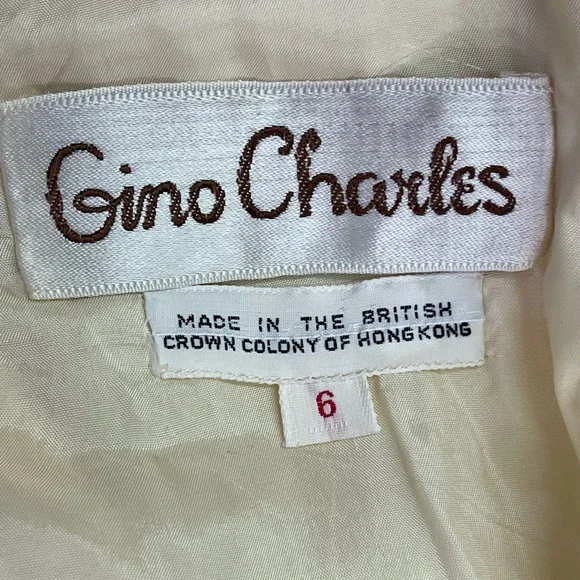 Gino Charles
MADE IN THE BRITISH
CROWN COLONY OF HONG KONG
6